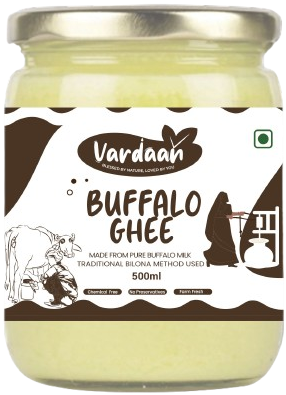 Vardaan
BLESSED BY NATURE, LOVED BY YOU
BUFFALO
GHEE
MADE FROM PURE BUFFALO MILK
TRADITIONAL BILONA METHOD USED
500ml
Chemical Free No Preservatives Farm Fresh